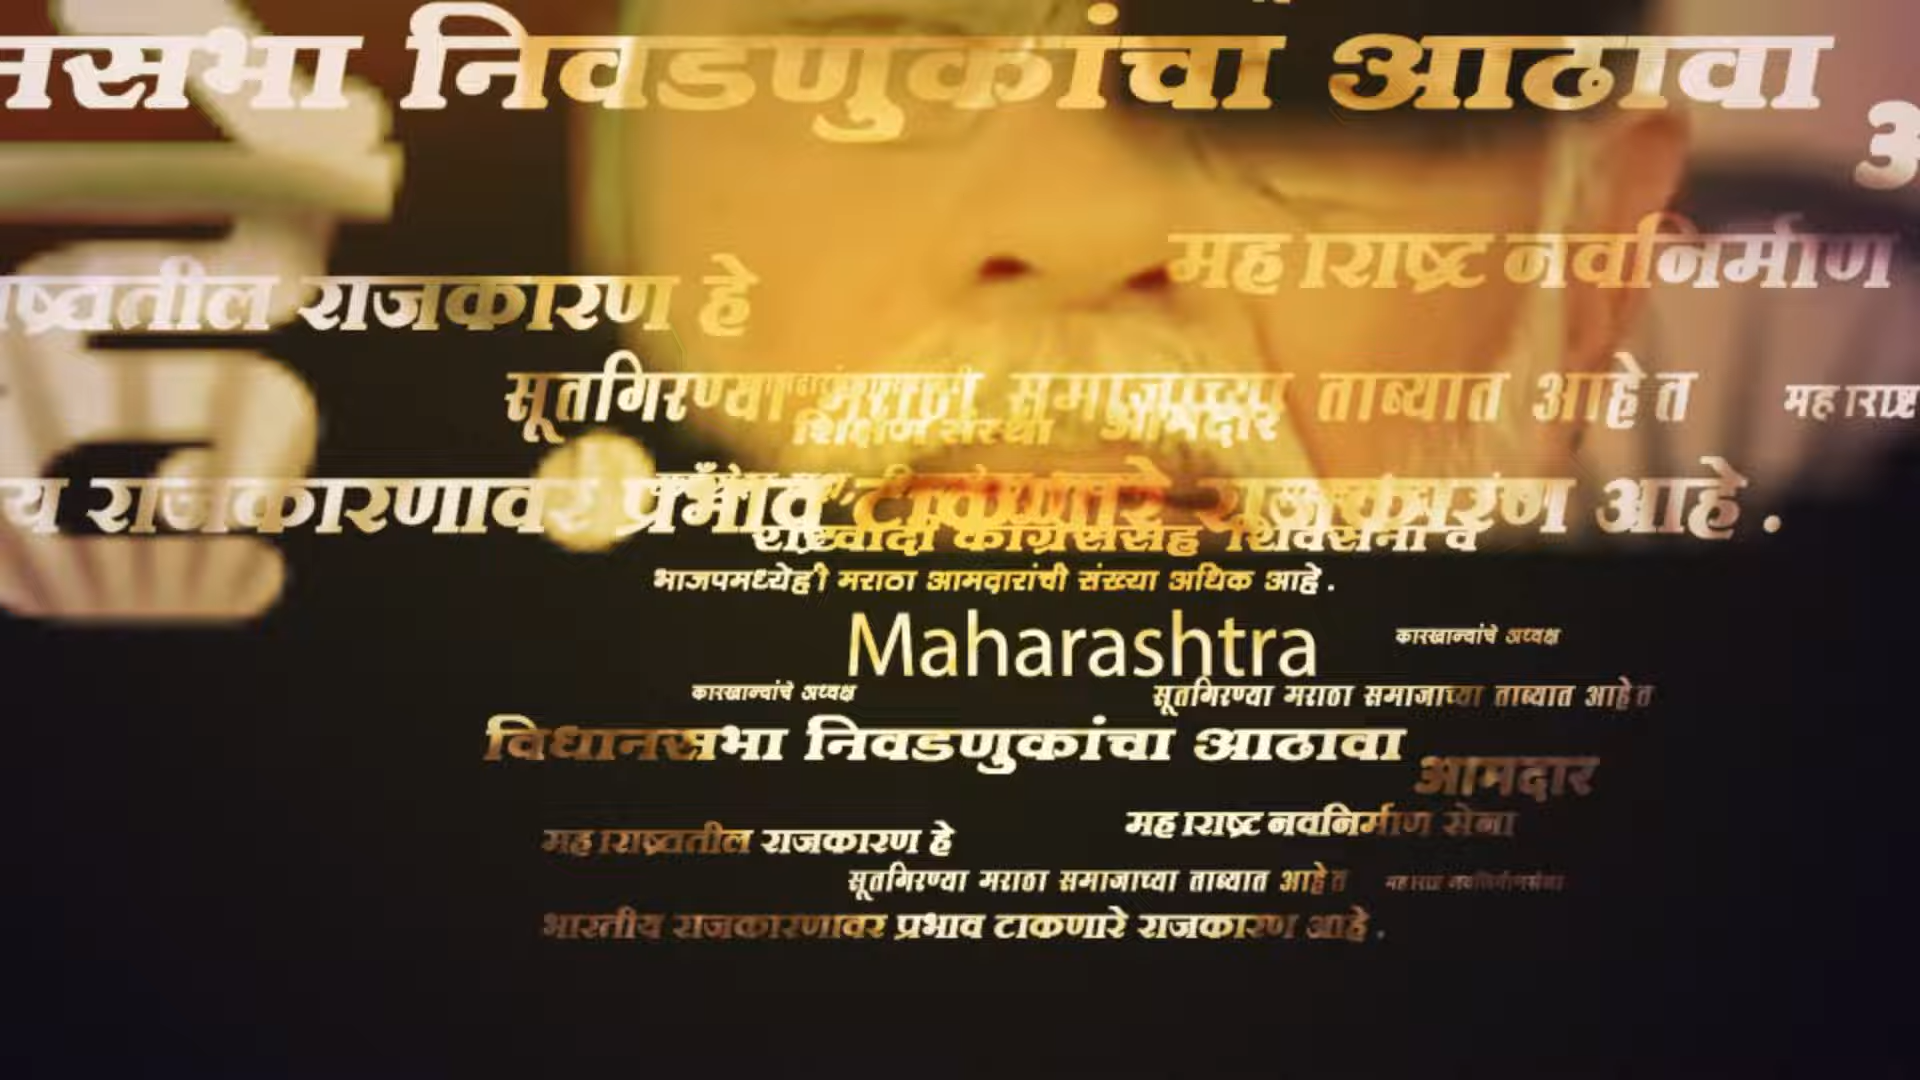 निवडणुकांचा आढावा
महाराष्ट्र नवनिर्माण
राजकारण हे
सूतगिरण्या मराठा समाजाच्या ताब्यात आहेत
महाराष्ट्र
शिक्षण संस्था आमदार
य राजकारणावर प्रभाव टाकणारे राजकारण आहे .
काँग्रेससह शिवसेना व
भाजपमध्येही मराठा आमदारांची संख्या अधिक आहे .
Maharashtra
कारखान्यांचे अध्यक्ष
कारखान्यांचे अध्यक्ष
सूतगिरण्या मराठा समाजाच्या ताब्यात आहेत
विधानसभा निवडणुकांचा आढावा
आमदार
महाराष्ट्र नवनिर्माण सेना
राजकारण हे
सूतगिरण्या मराठा समाजाच्या ताब्यात आहेत
भारतीय राजकारणावर प्रभाव टाकणारे राजकारण आहे .